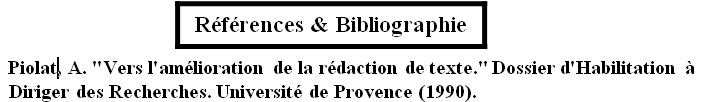 Références & Bibliographie
Piolat, A. "Vers l'amélioration de la rédaction de texte." Dossier d'Habilitation à
Diriger des Recherches. Université de Provence (1990).